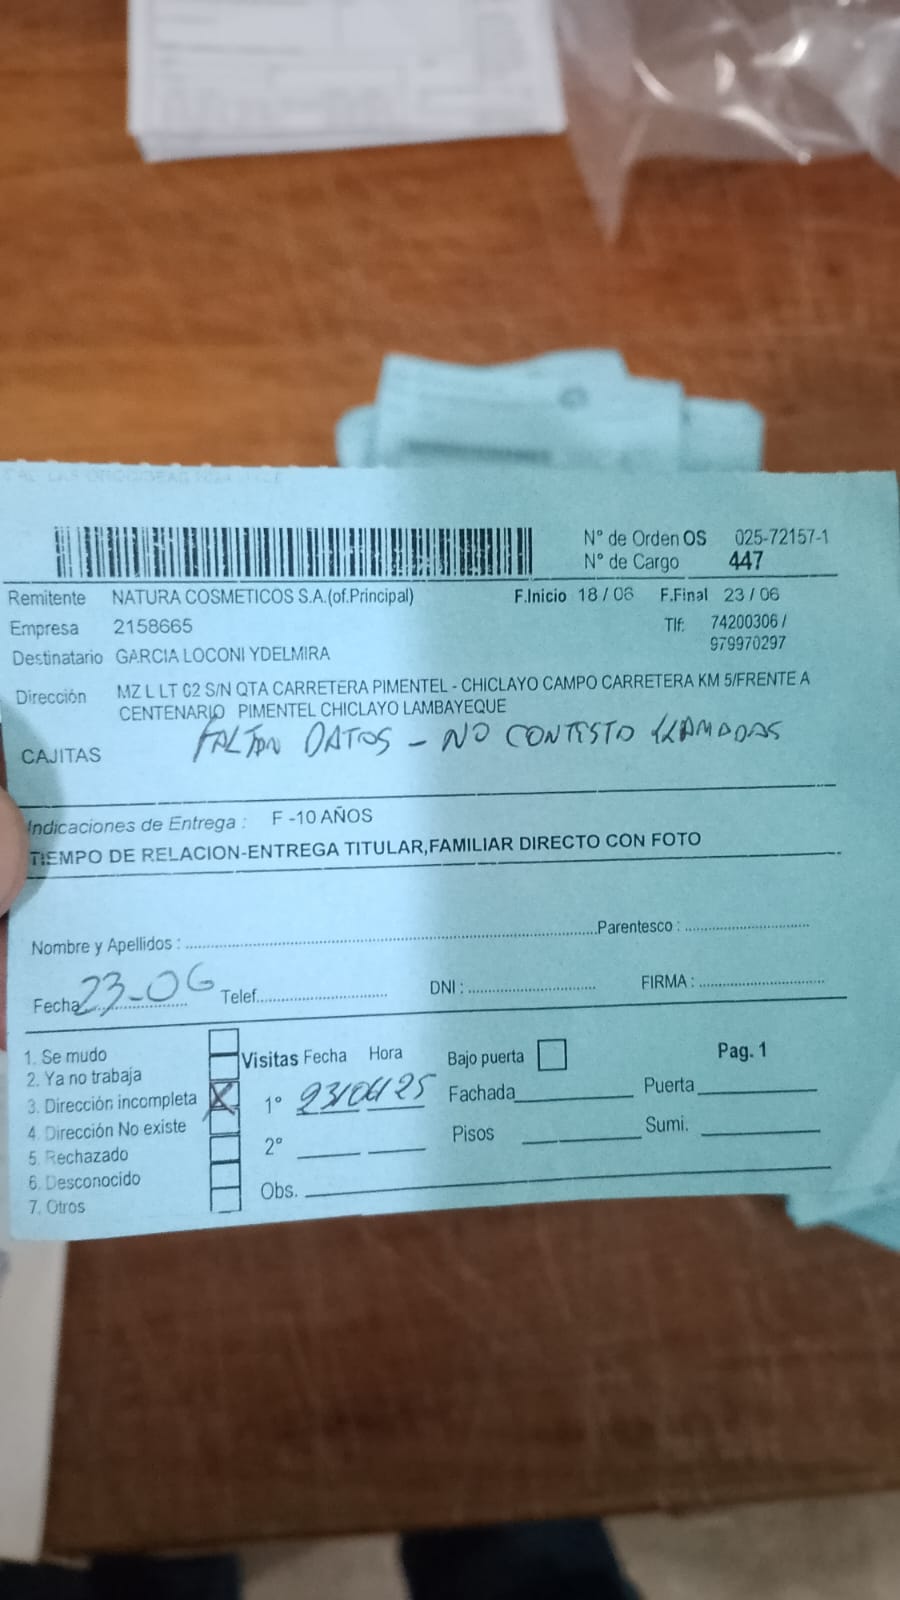 Nº de Orden OS 025-72157-1
Nº de Cargo 447
Remitente NATURA COSMETICOS S.A.(of.Principal) F.Inicio 18 / 06 F.Final 23 / 06
Empresa 2158665 Tlf: 74200306 /
979970297
Destinatario GARCIA LOCONI YDELMIRA
Dirección MZ L LT 02 S/N QTA CARRETERA PIMENTEL - CHICLAYO CAMPO CARRETERA KM 5/FRENTE A
CENTENARIO PIMENTEL CHICLAYO LAMBAYEQUE
CAJITAS FALTAN DATOS - NO CONTESTO LLAMADAS
Indicaciones de Entrega : F -10 AÑOS
TIEMPO DE RELACION-ENTREGA TITULAR,FAMILIAR DIRECTO CON FOTO
Nombre y Apellidos : Parentesco :
Fecha 23-06 Telef. DNI : FIRMA :
1. Se mudo
2. Ya no trabaja
3. Dirección incompleta X
4. Dirección No existe
5. Rechazado
6. Desconocido
7. Otros
Visitas Fecha Hora Bajo puerta Pag. 1
1º 23/06/25 Fachada Puerta
2º Pisos Sumi.
Obs.